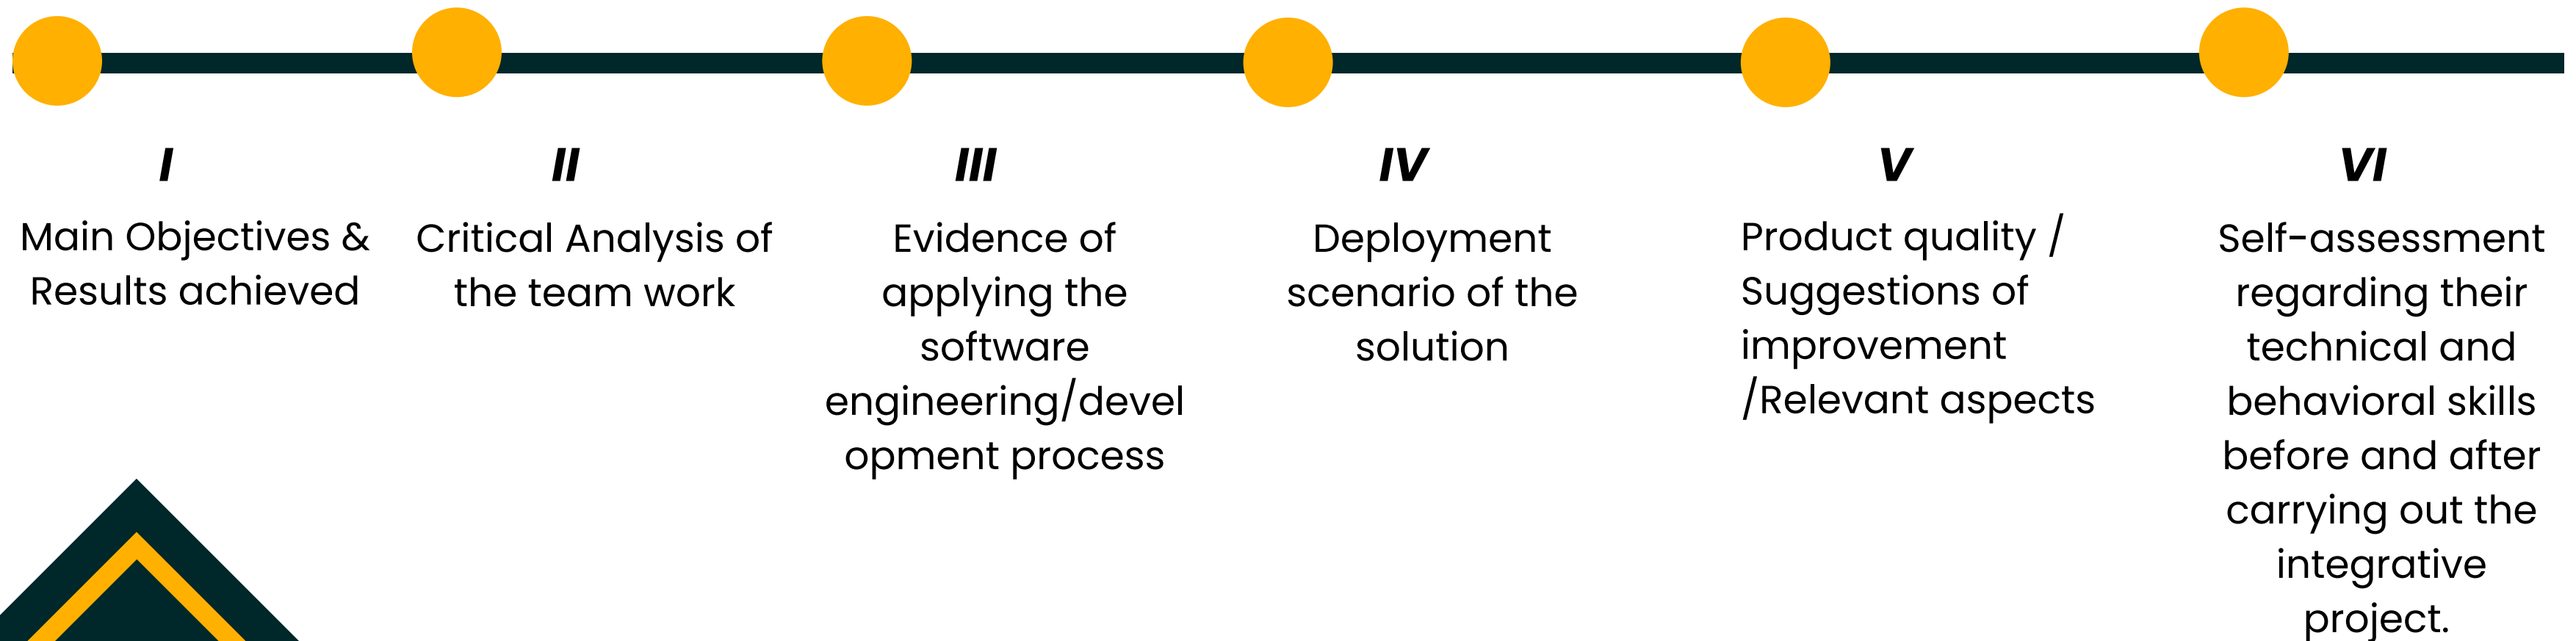 I
Main Objectives &
Results achieved
II
Critical Analysis of
the team work
III
Evidence of
applying the
software
engineering/devel
opment process
IV
Deployment
scenario of the
solution
V
Product quality /
Suggestions of
improvement
/Relevant aspects
VI
Self-assessment
regarding their
technical and
behavioral skills
before and after
carrying out the
integrative
project.